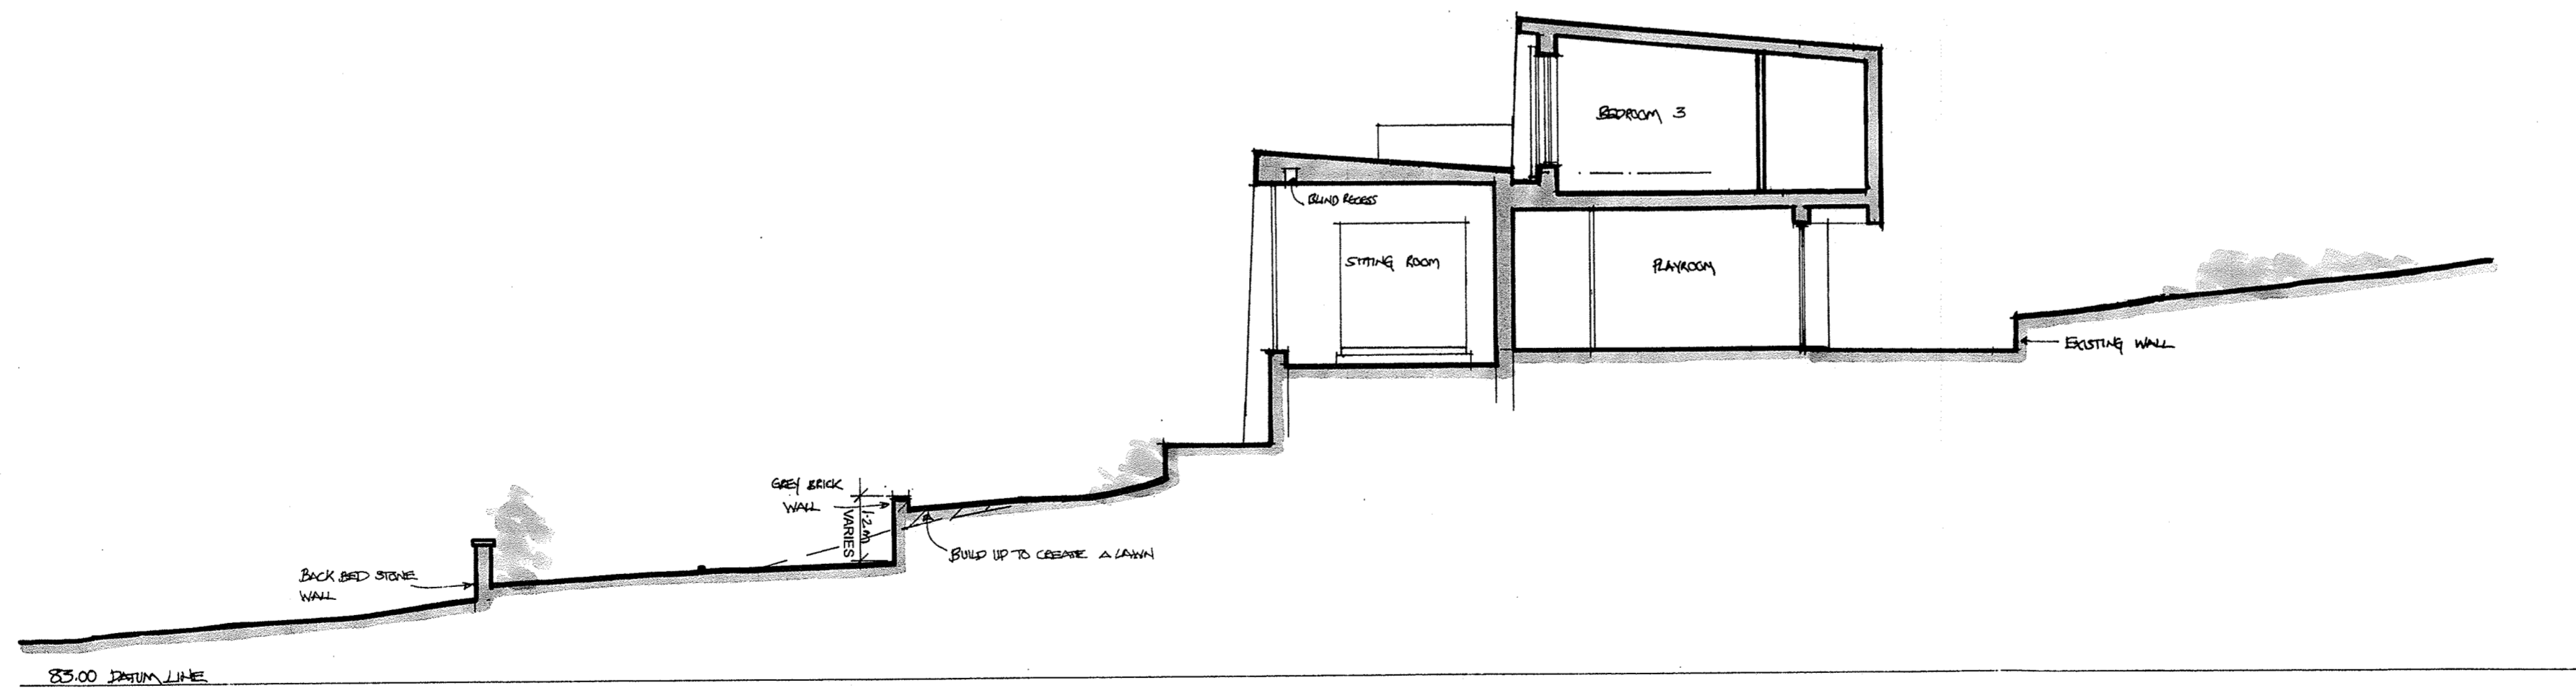 BEDROOM 3
BLIND RECESS
SITTING ROOM
PLAYROOM
EXISTING WALL
GREY BRICK
WALL
1.2m
VARIES
BUILD UP TO CREATE A LAWN
BACK BED STONE
WALL
83.00 DATUM LINE